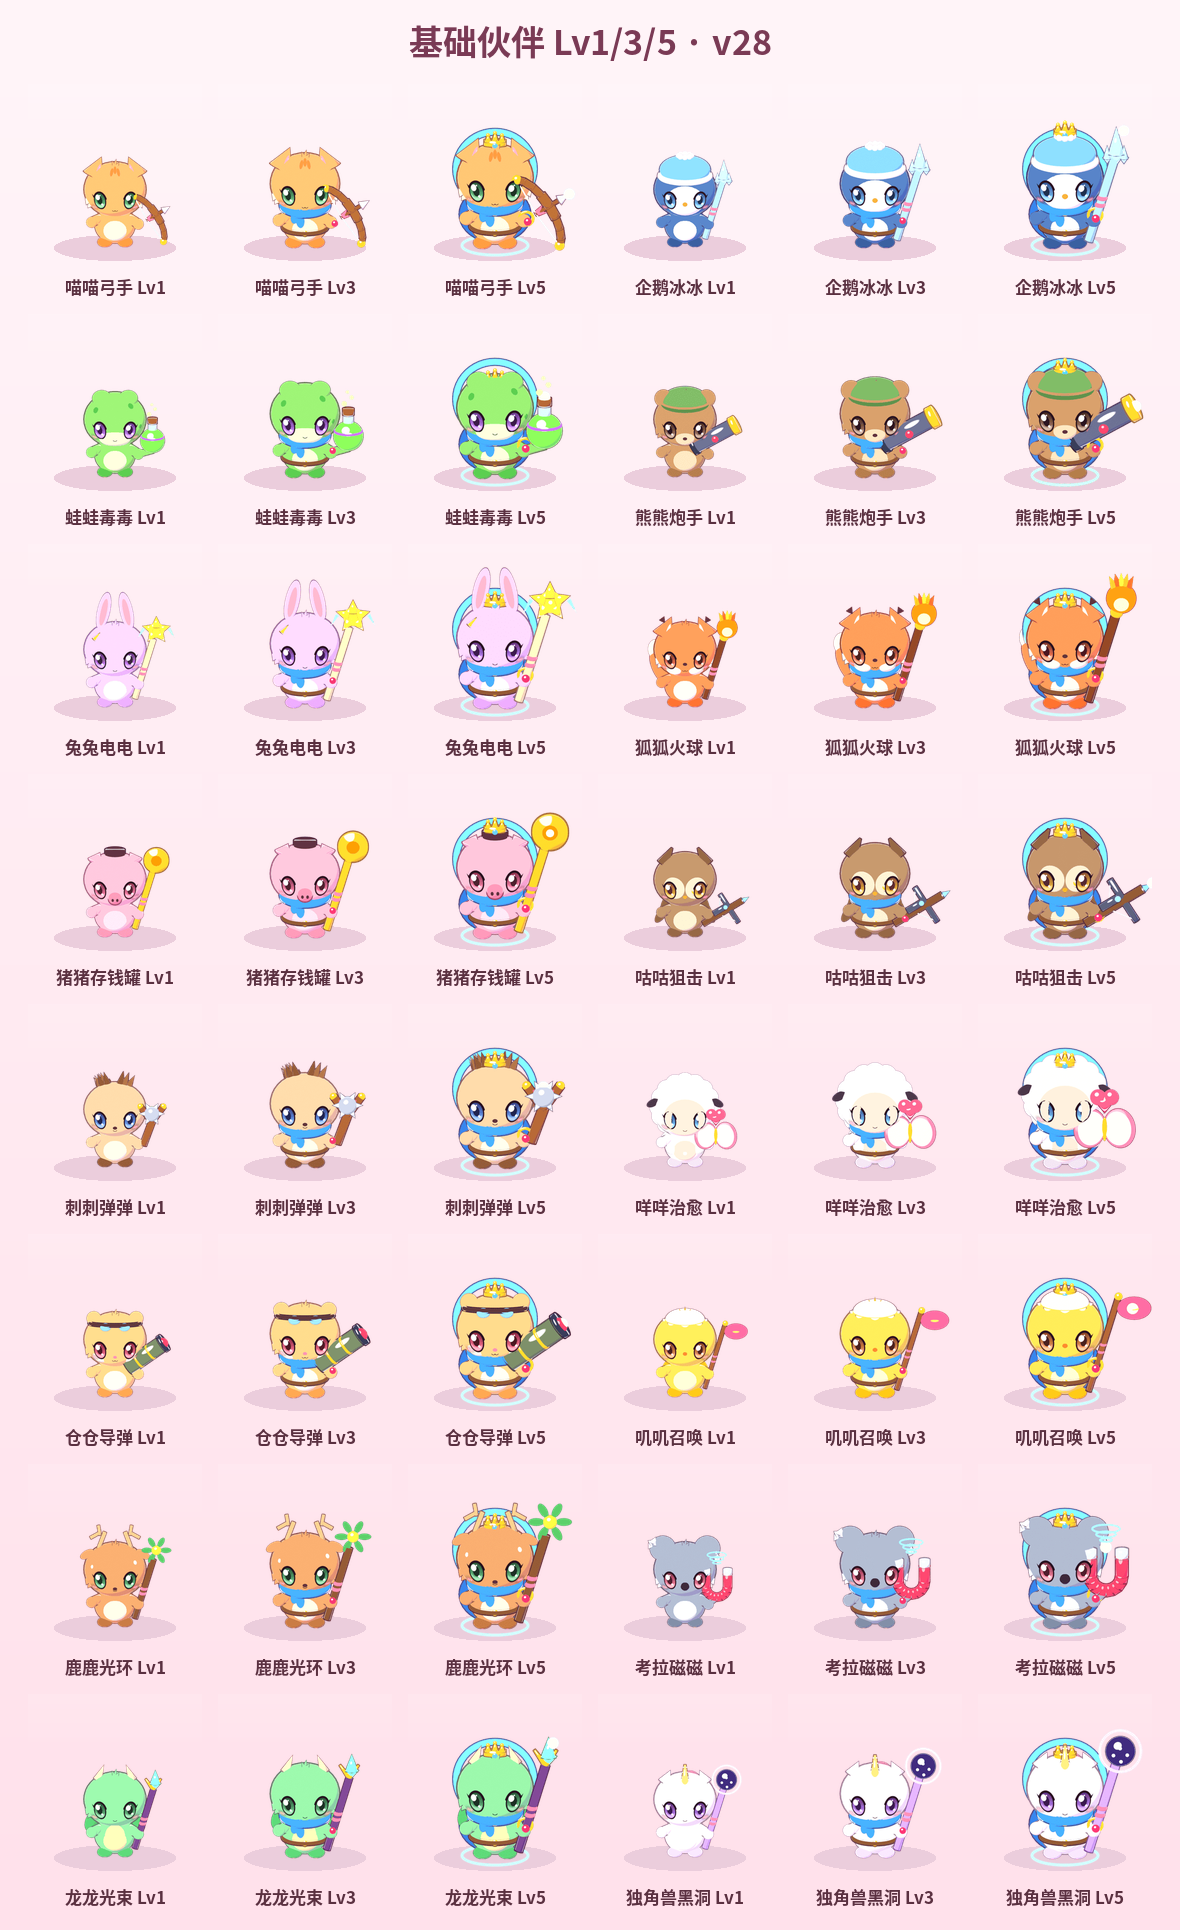 基础伙伴 Lv1/3/5 · v28
喵喵弓手 Lv1 喵喵弓手 Lv3 喵喵弓手 Lv5 企鹅冰冰 Lv1 企鹅冰冰 Lv3 企鹅冰冰 Lv5
蛙蛙毒毒 Lv1 蛙蛙毒毒 Lv3 蛙蛙毒毒 Lv5 熊熊炮手 Lv1 熊熊炮手 Lv3 熊熊炮手 Lv5
兔兔电电 Lv1 兔兔电电 Lv3 兔兔电电 Lv5 狐狐火球 Lv1 狐狐火球 Lv3 狐狐火球 Lv5
猪猪存钱罐 Lv1 猪猪存钱罐 Lv3 猪猪存钱罐 Lv5 咕咕狙击 Lv1 咕咕狙击 Lv3 咕咕狙击 Lv5
刺刺弹弹 Lv1 刺刺弹弹 Lv3 刺刺弹弹 Lv5 咩咩治愈 Lv1 咩咩治愈 Lv3 咩咩治愈 Lv5
仓仓导弹 Lv1 仓仓导弹 Lv3 仓仓导弹 Lv5 叽叽召唤 Lv1 叽叽召唤 Lv3 叽叽召唤 Lv5
鹿鹿光环 Lv1 鹿鹿光环 Lv3 鹿鹿光环 Lv5 考拉磁磁 Lv1 考拉磁磁 Lv3 考拉磁磁 Lv5
龙龙光束 Lv1 龙龙光束 Lv3 龙龙光束 Lv5 独角兽黑洞 Lv1 独角兽黑洞 Lv3 独角兽黑洞 Lv5